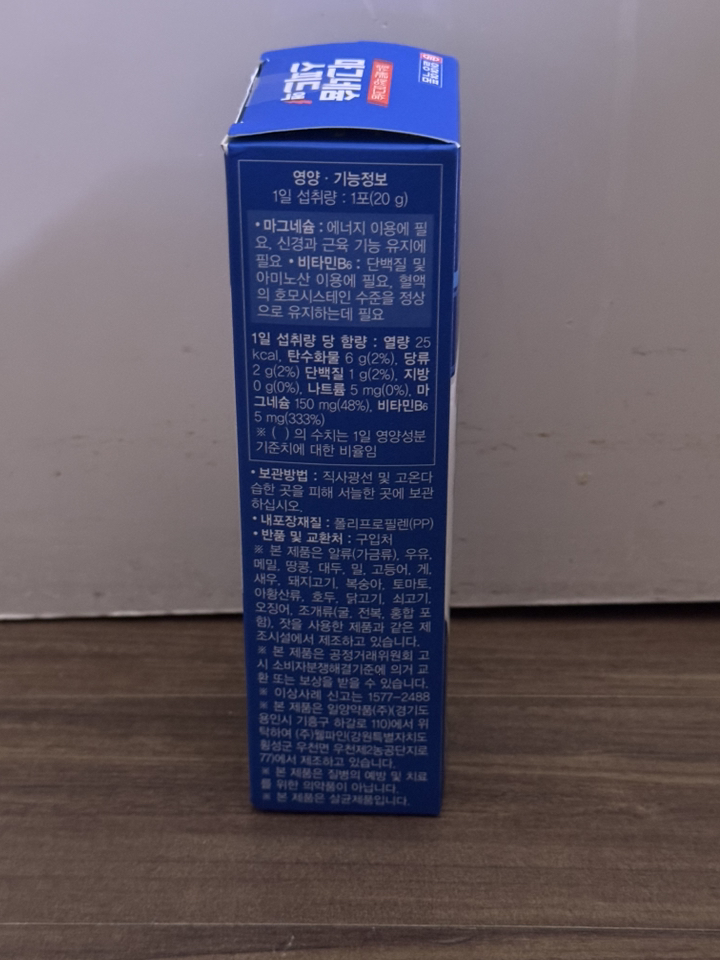 마그네슘
스피드액
영양 · 기능정보
1일 섭취량 : 1포(20 g)
• 마그네슘 : 에너지 이용에 필
요, 신경과 근육 기능 유지에
필요 • 비타민B6 : 단백질 및
아미노산 이용에 필요, 혈액
의 호모시스테인 수준을 정상
으로 유지하는데 필요
1일 섭취량 당 함량 : 열량 25
kcal, 탄수화물 6 g(2%), 당류
2 g(2%) 단백질 1 g(2%), 지방
0 g(0%), 나트륨 5 mg(0%), 마
그네슘 150 mg(48%), 비타민B6
5 mg(333%)
※ ( ) 의 수치는 1일 영양성분
기준치에 대한 비율임
• 보관방법 : 직사광선 및 고온다
습한 곳을 피해 서늘한 곳에 보관
하십시오.
• 내포장재질 : 폴리프로필렌(PP)
• 반품 및 교환처 : 구입처
※ 본 제품은 알류(가금류), 우유,
메밀, 땅콩, 대두, 밀, 고등어, 게,
새우, 돼지고기, 복숭아, 토마토,
아황산류, 호두, 닭고기, 쇠고기,
오징어, 조개류(굴, 전복, 홍합 포
함), 잣을 사용한 제품과 같은 제
조시설에서 제조하고 있습니다.
※ 본 제품은 공정거래위원회 고
시 소비자분쟁해결기준에 의거 교
환 또는 보상을 받을 수 있습니다.
※ 이상사례 신고는 1577-2488
※ 본 제품은 일양약품(주)(경기도
용인시 기흥구 하갈로 110)에서 위
탁하여 (주)웰파인(강원특별자치도
횡성군 우천면 우천제2농공단지로
77)에서 제조하고 있습니다.
※ 본 제품은 질병의 예방 및 치료
를 위한 의약품이 아닙니다.
※ 본 제품은 살균제품입니다.